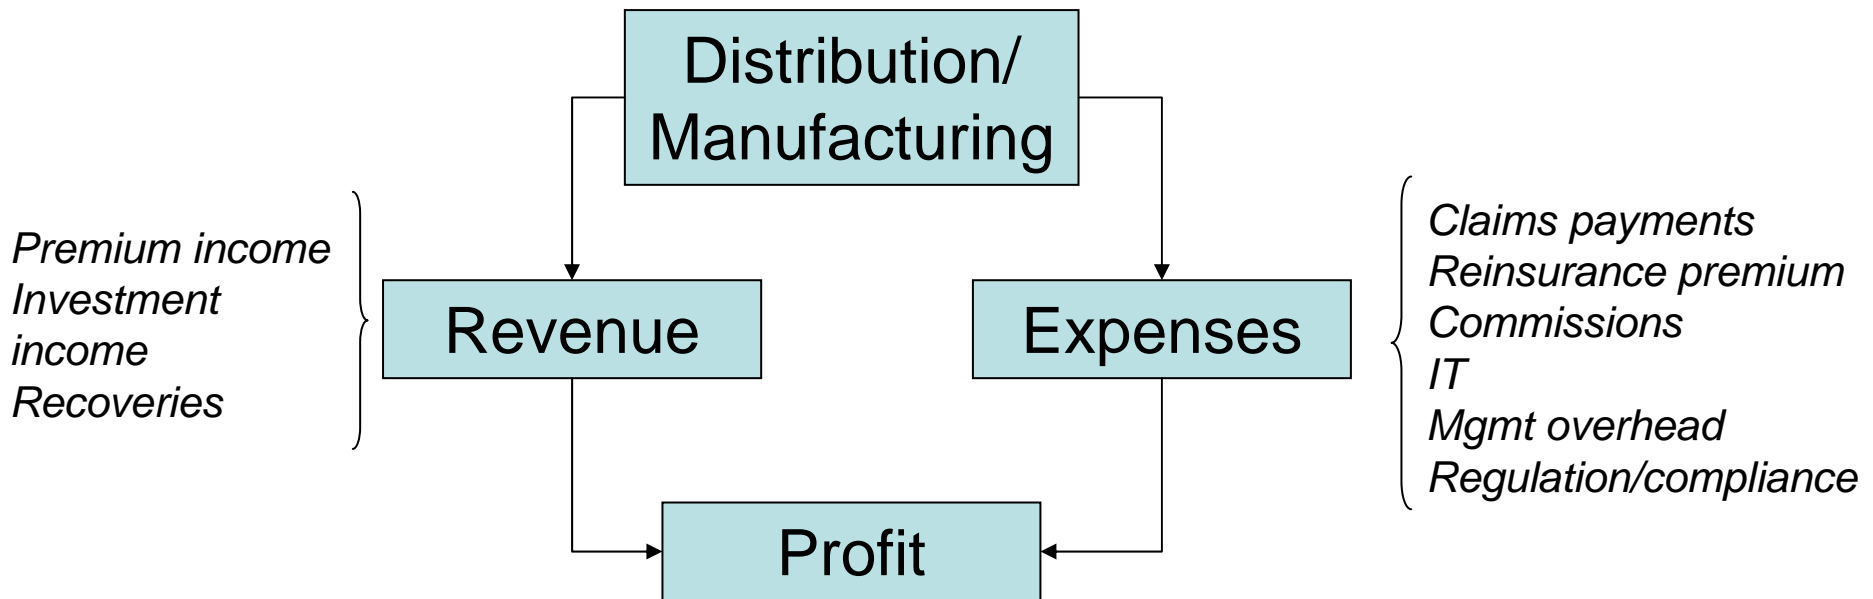 Distribution/
Manufacturing
Premium income
Investment
income
Recoveries
Revenue
Expenses
Claims payments
Reinsurance premium
Commissions
IT
Mgmt overhead
Regulation/compliance
Profit